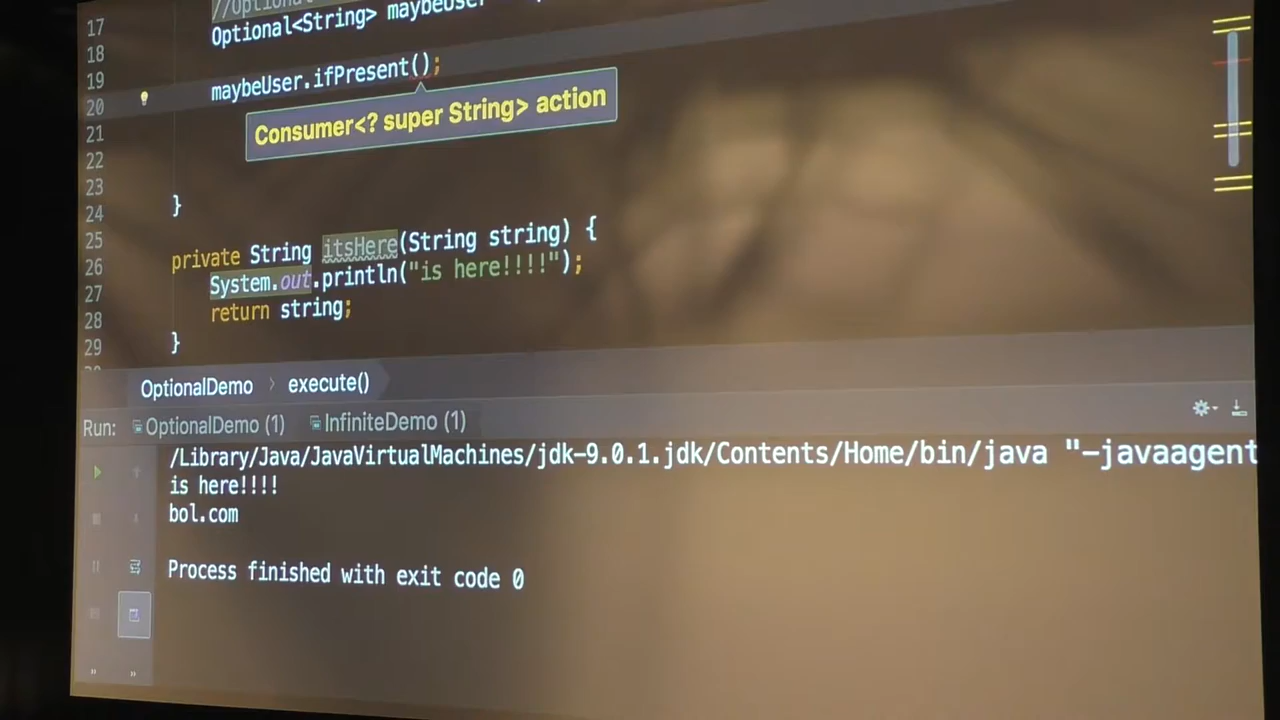 17
//Optional
18 Optional<String> maybeUser
19
20 maybeUser.ifPresent();
Consumer<? super String> action
21
22
23
24 }
25
26 private String itsHere(String string) {
27 System.out.println("is here!!!!");
28 return string;
29 }
OptionalDemo execute()
Run: OptionalDemo (1) InfiniteDemo (1)
/Library/Java/JavaVirtualMachines/jdk-9.0.1.jdk/Contents/Home/bin/java "-javaagent
is here!!!!
bol.com
Process finished with exit code 0